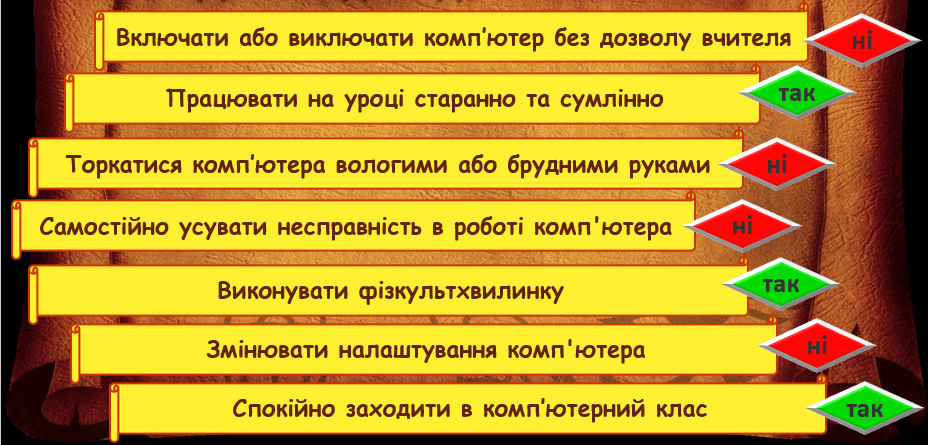 Включати або виключати комп’ютер без дозволу вчителя ні
Працювати на уроці старанно та сумлінно так
Торкатися комп’ютера вологими або брудними руками ні
Самостійно усувати несправність в роботі комп'ютера ні
Виконувати фізкультхвилинку так
Змінювати налаштування комп'ютера ні
Спокійно заходити в комп’ютерний клас так